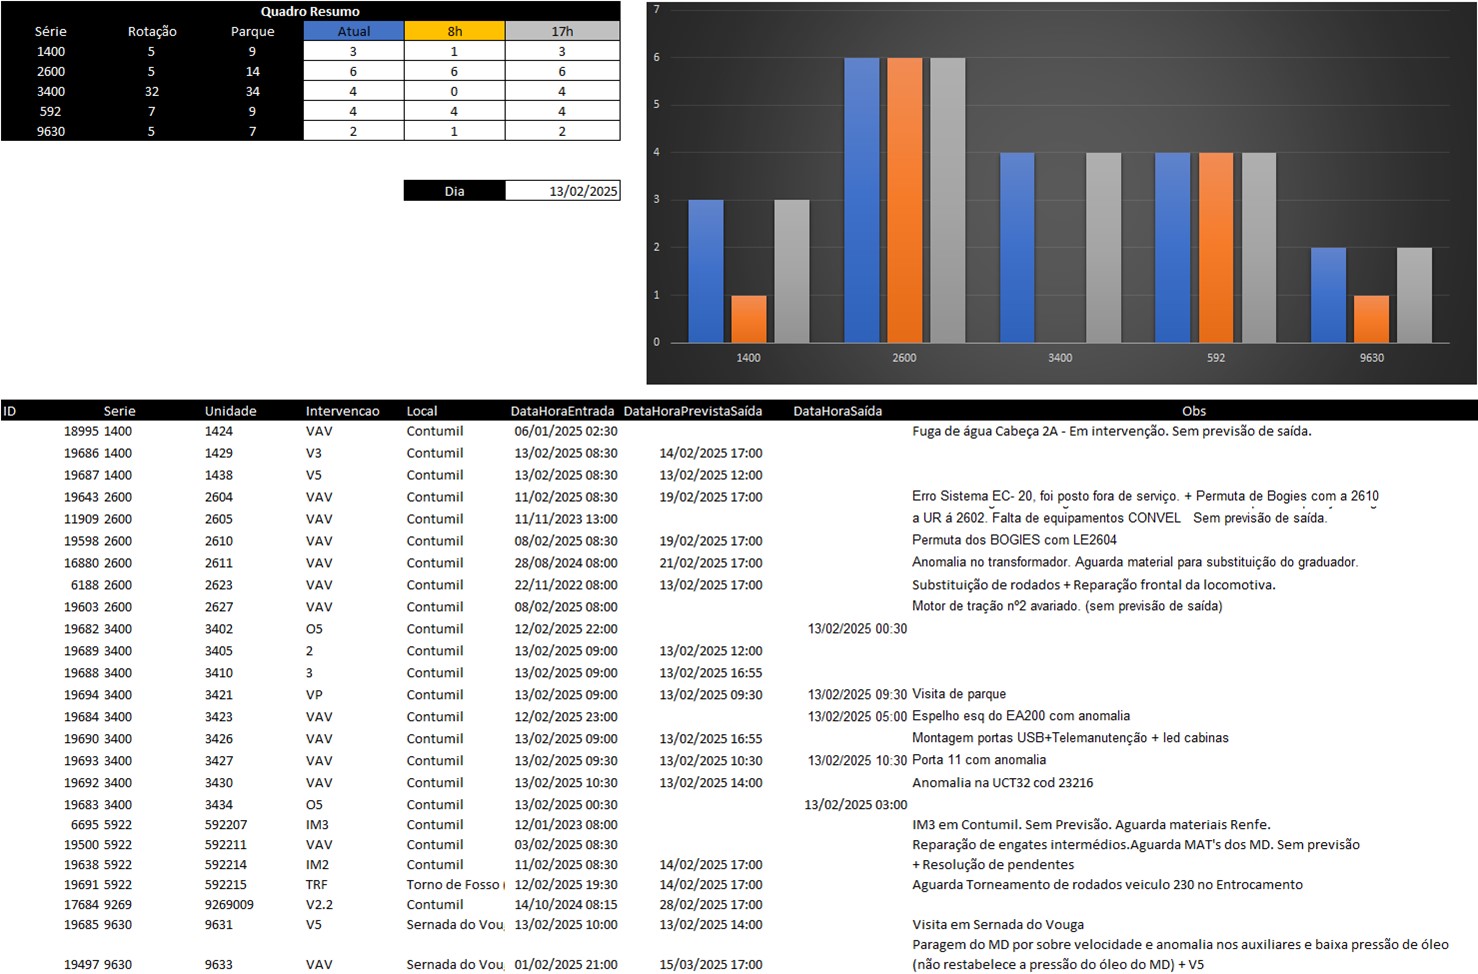 Quadro Resumo
Série Rotação Parque Atual 8h 17h
1400 5 9 3 1 3
2600 5 14 6 6 6
3400 32 34 4 0 4
592 7 9 4 4 4
9630 5 7 2 1 2
Dia 13/02/2025
7
6
5
4
3
2
1
0
1400 2600 3400 592 9630
ID Serie Unidade Intervencao Local DataHoraEntrada DataHoraPrevistaSaída DataHoraSaída Obs
18995 1400 1424 VAV Contumil 06/01/2025 02:30 Fuga de água Cabeça 2A - Em intervenção. Sem previsão de saída.
19686 1400 1429 V3 Contumil 13/02/2025 08:30 14/02/2025 17:00
19687 1400 1438 V5 Contumil 13/02/2025 08:30 13/02/2025 12:00
19643 2600 2604 VAV Contumil 11/02/2025 08:30 19/02/2025 17:00 Erro Sistema EC- 20, foi posto fora de serviço. + Permuta de Bogies com a 2610
11909 2600 2605 VAV Contumil 11/11/2023 13:00 a UR á 2602. Falta de equipamentos CONVEL Sem previsão de saída.
19598 2600 2610 VAV Contumil 08/02/2025 08:30 19/02/2025 17:00 Permuta dos BOGIES com LE2604
16880 2600 2611 VAV Contumil 28/08/2024 08:00 21/02/2025 17:00 Anomalia no transformador. Aguarda material para substituição do graduador.
6188 2600 2623 VAV Contumil 22/11/2022 08:00 13/02/2025 17:00 Substituição de rodados + Reparação frontal da locomotiva.
19603 2600 2627 VAV Contumil 08/02/2025 08:00 Motor de tração nº2 avariado. (sem previsão de saída)
19682 3400 3402 O5 Contumil 12/02/2025 22:00 13/02/2025 00:30
19689 3400 3405 2 Contumil 13/02/2025 09:00 13/02/2025 12:00
19688 3400 3410 3 Contumil 13/02/2025 09:00 13/02/2025 16:55
19694 3400 3421 VP Contumil 13/02/2025 09:00 13/02/2025 09:30 13/02/2025 09:30 Visita de parque
19684 3400 3423 VAV Contumil 12/02/2025 23:00 13/02/2025 05:00 Espelho esq do EA200 com anomalia
19690 3400 3426 VAV Contumil 13/02/2025 09:00 13/02/2025 16:55 Montagem portas USB+Telemanutenção + led cabinas
19693 3400 3427 VAV Contumil 13/02/2025 09:30 13/02/2025 10:30 13/02/2025 10:30 Porta 11 com anomalia
19692 3400 3430 VAV Contumil 13/02/2025 10:30 13/02/2025 14:00 Anomalia na UCT32 cod 23216
19683 3400 3434 O5 Contumil 13/02/2025 00:30 13/02/2025 03:00
6695 5922 592207 IM3 Contumil 12/01/2023 08:00 IM3 em Contumil. Sem Previsão. Aguarda materiais Renfe.
19500 5922 592211 VAV Contumil 03/02/2025 08:30 Reparação de engates intermédios.Aguarda MAT's dos MD. Sem previsão
19638 5922 592214 IM2 Contumil 11/02/2025 08:30 14/02/2025 17:00 + Resolução de pendentes
19691 5922 592215 TRF Torno de Fosso ( 12/02/2025 19:30 14/02/2025 17:00 Aguarda Torneamento de rodados veiculo 230 no Entrocamento
17684 9269 9269009 V2.2 Contumil 14/10/2024 08:15 28/02/2025 17:00
19685 9630 9631 V5 Sernada do Voug 13/02/2025 10:00 13/02/2025 14:00 Visita em Sernada do Vouga
Paragem do MD por sobre velocidade e anomalia nos auxiliares e baixa pressão de óleo
19497 9630 9633 VAV Sernada do Voug 01/02/2025 21:00 15/03/2025 17:00 (não restabelece a pressão do óleo do MD) + V5